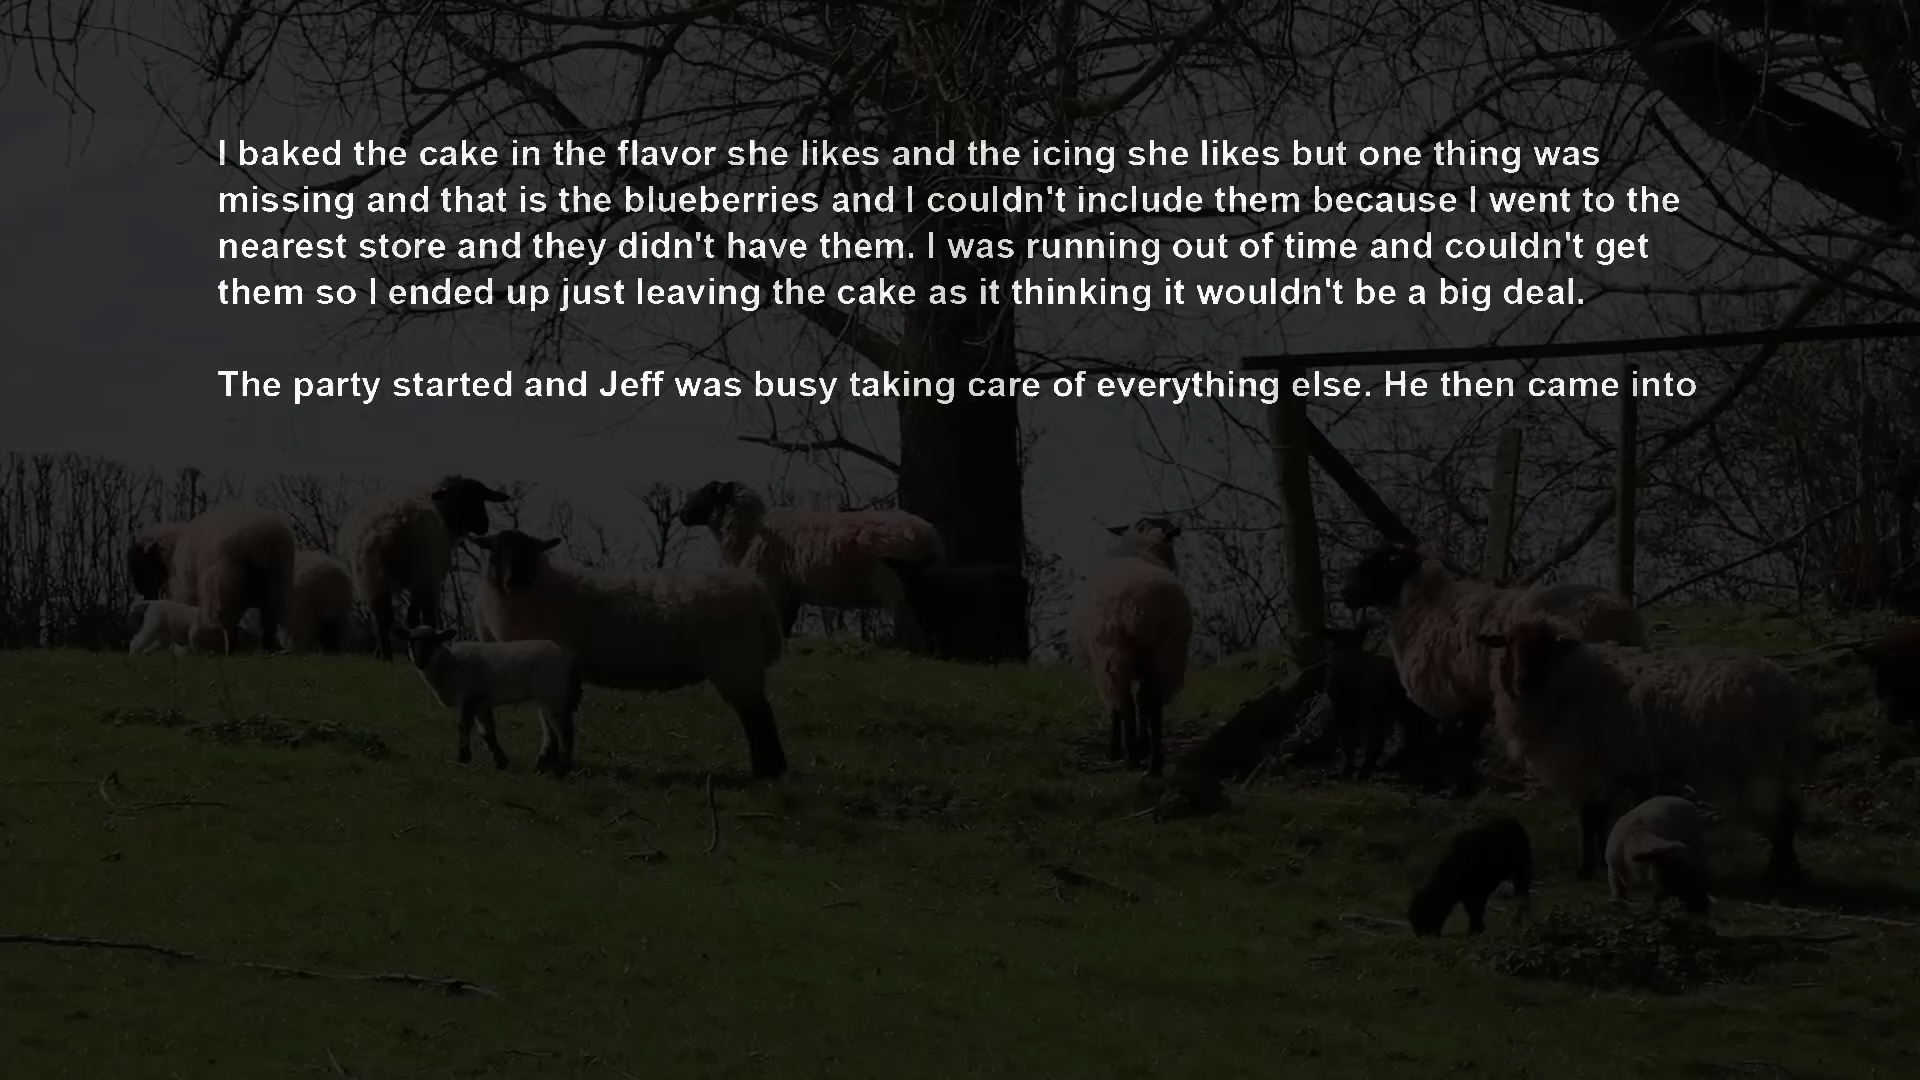 I baked the cake in the flavor she likes and the icing she likes but one thing was
missing and that is the blueberries and I couldn't include them because I went to the
nearest store and they didn't have them. I was running out of time and couldn't get
them so I ended up just leaving the cake as it thinking it wouldn't be a big deal.
The party started and Jeff was busy taking care of everything else. He then came into